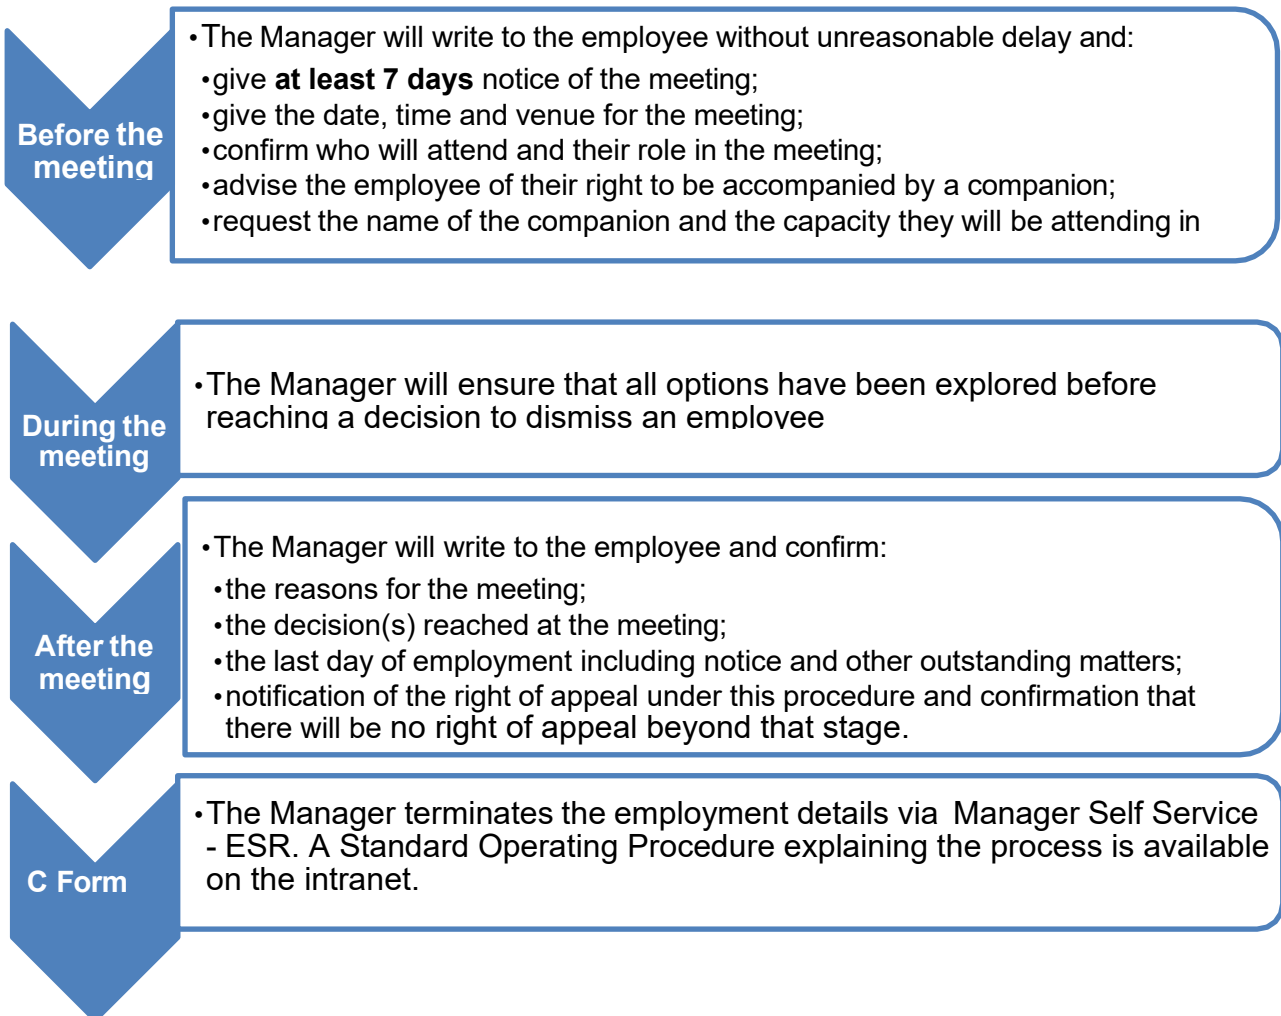 Before the
meeting
•The Manager will write to the employee without unreasonable delay and:
•give at least 7 days notice of the meeting;
•give the date, time and venue for the meeting;
•confirm who will attend and their role in the meeting;
•advise the employee of their right to be accompanied by a companion;
•request the name of the companion and the capacity they will be attending in
During the
meeting
•The Manager will ensure that all options have been explored before
reaching a decision to dismiss an employee
After the
meeting
•The Manager will write to the employee and confirm:
•the reasons for the meeting;
•the decision(s) reached at the meeting;
•the last day of employment including notice and other outstanding matters;
•notification of the right of appeal under this procedure and confirmation that
there will be no right of appeal beyond that stage.
C Form
•The Manager terminates the employment details via Manager Self Service
- ESR. A Standard Operating Procedure explaining the process is available
on the intranet.